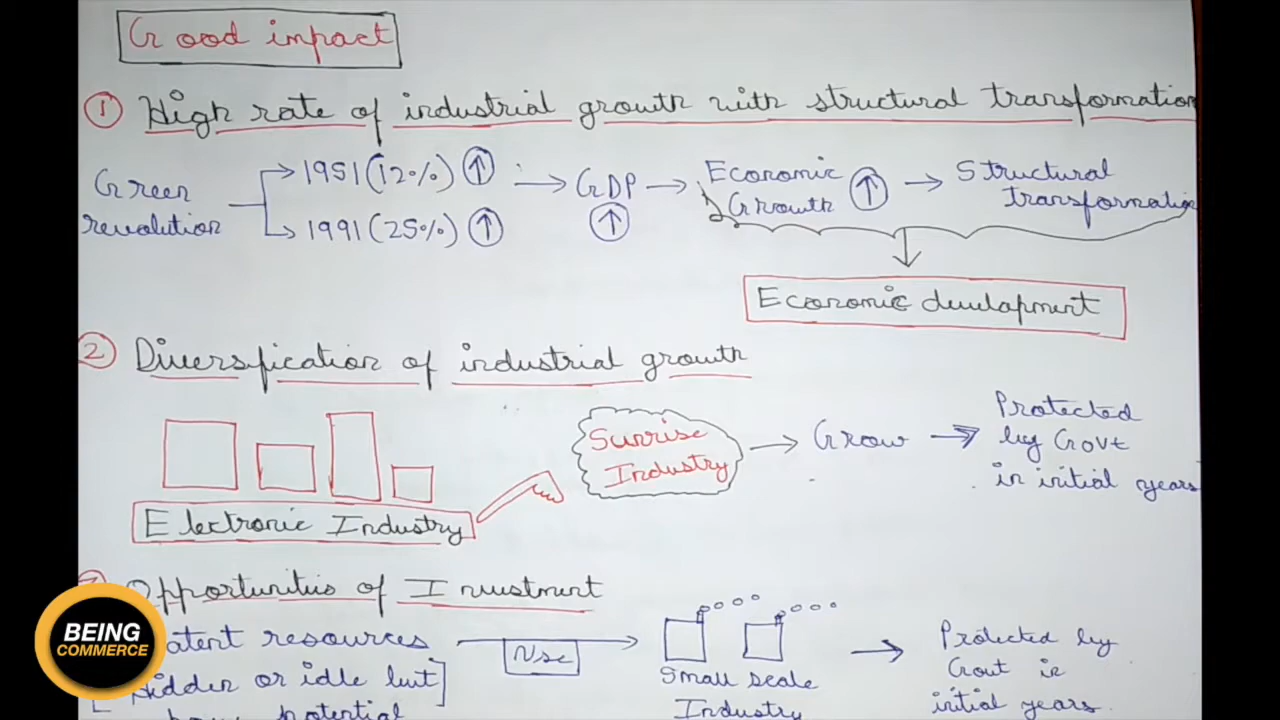 Good impact
① High rate of industrial growth with structural transformation
Green revolution
1951 (12%) ↑
1991 (25%) ↑
GDP ↑
Economic Growth ↑
Structural transformation
Economic development
② Diversification of industrial growth
Electronic Industry
Sunrise Industry
Grow
Protected by Govt in initial years
Opportunities of Investment
Latent resources
Hidden or idle but
have potential
Use
Small scale Industry
Protected by Govt in initial years
BEING
COMMERCE